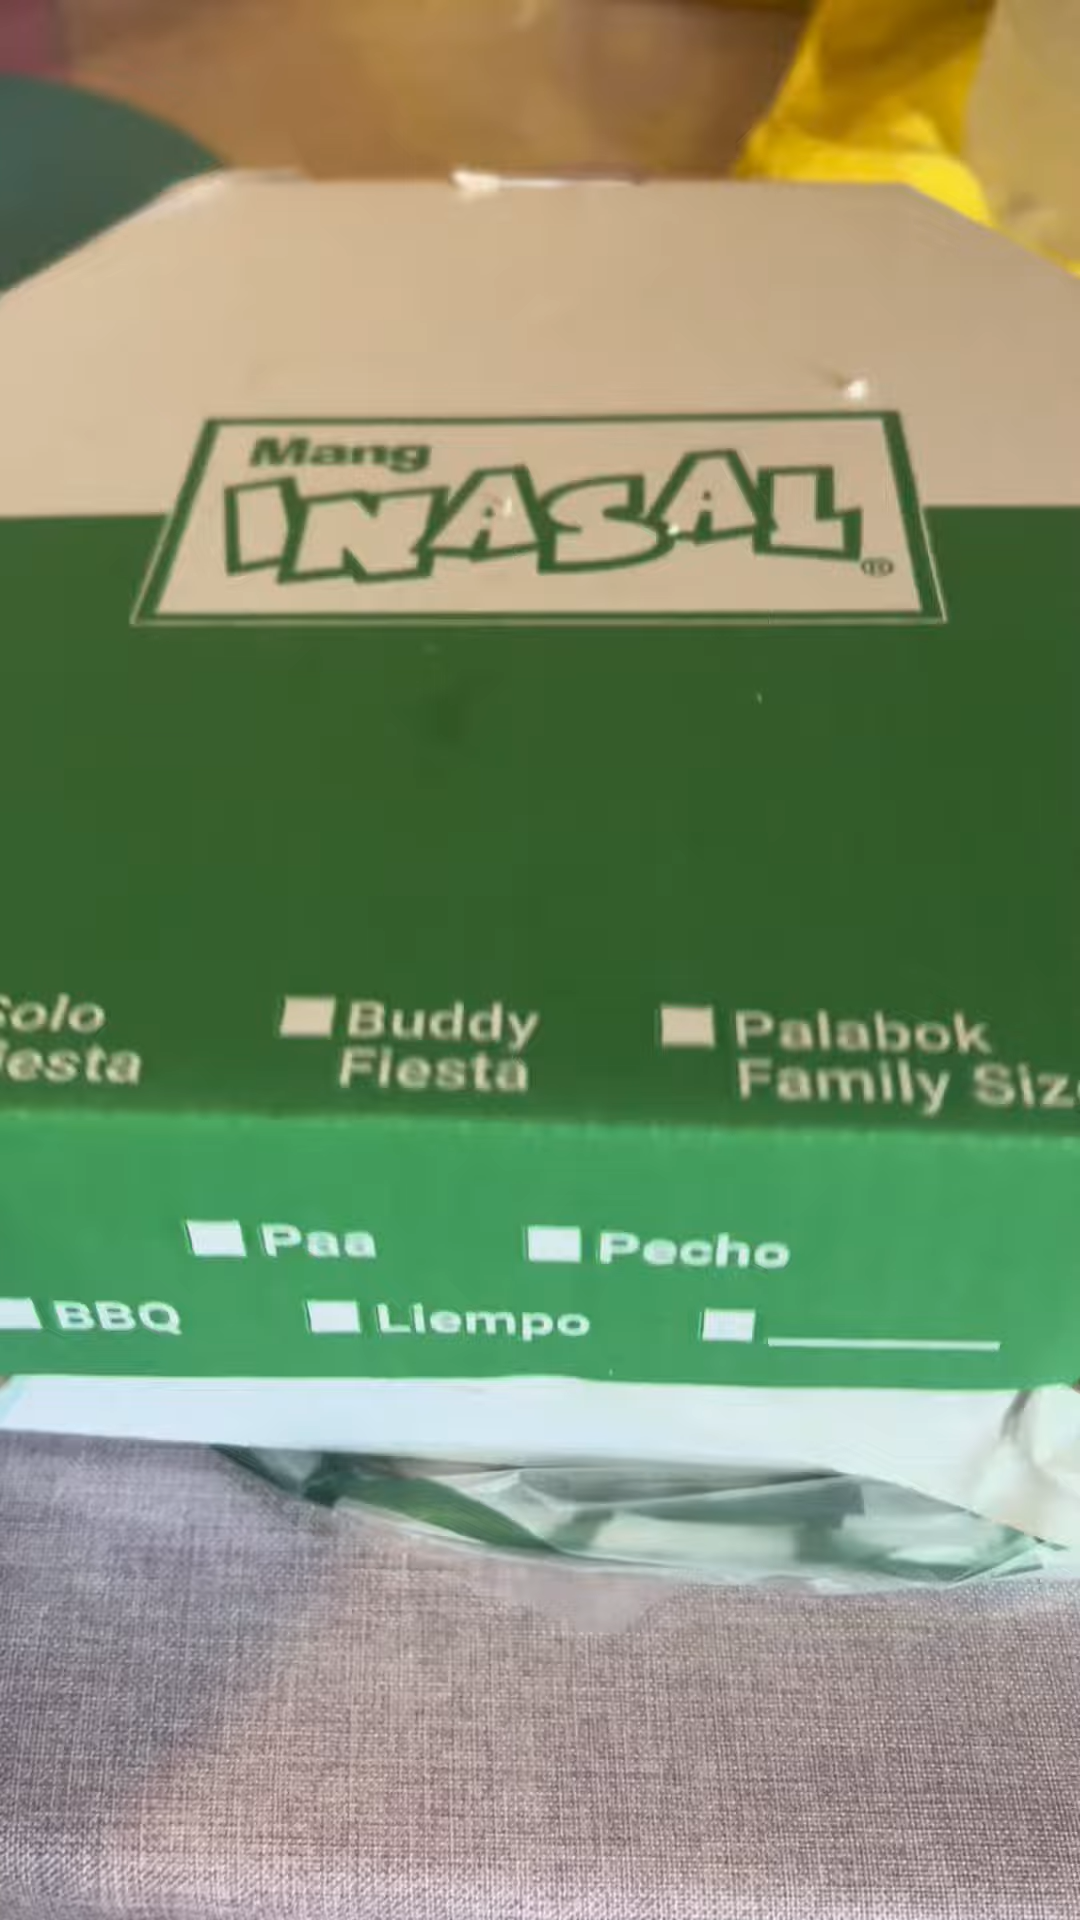 Mang
INASAL
®
Solo
Fiesta
Buddy
Fiesta
Palabok
Family Size
Paa
Pecho
BBQ
Liempo